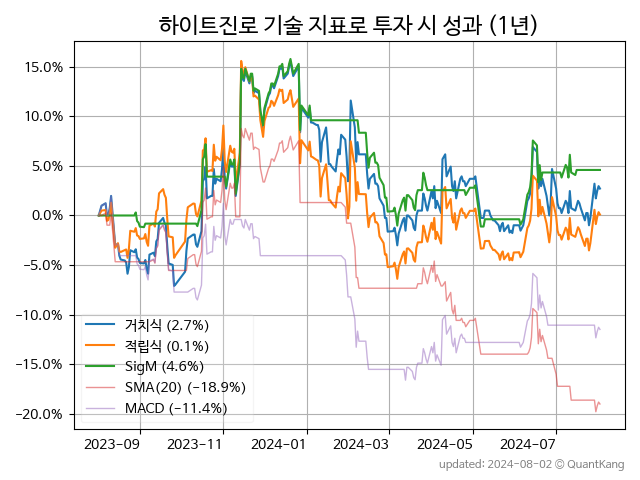 하이트진로 기술 지표로 투자 시 성과 (1년)
15.0%
10.0%
5.0%
0.0%
−5.0%
−10.0%
−15.0%
−20.0%
거치식 (2.7%)
적립식 (0.1%)
SigM (4.6%)
SMA(20) (−18.9%)
MACD (−11.4%)
2023-09 2023-11 2024-01 2024-03 2024-05 2024-07
updated: 2024-08-02 © QuantKang